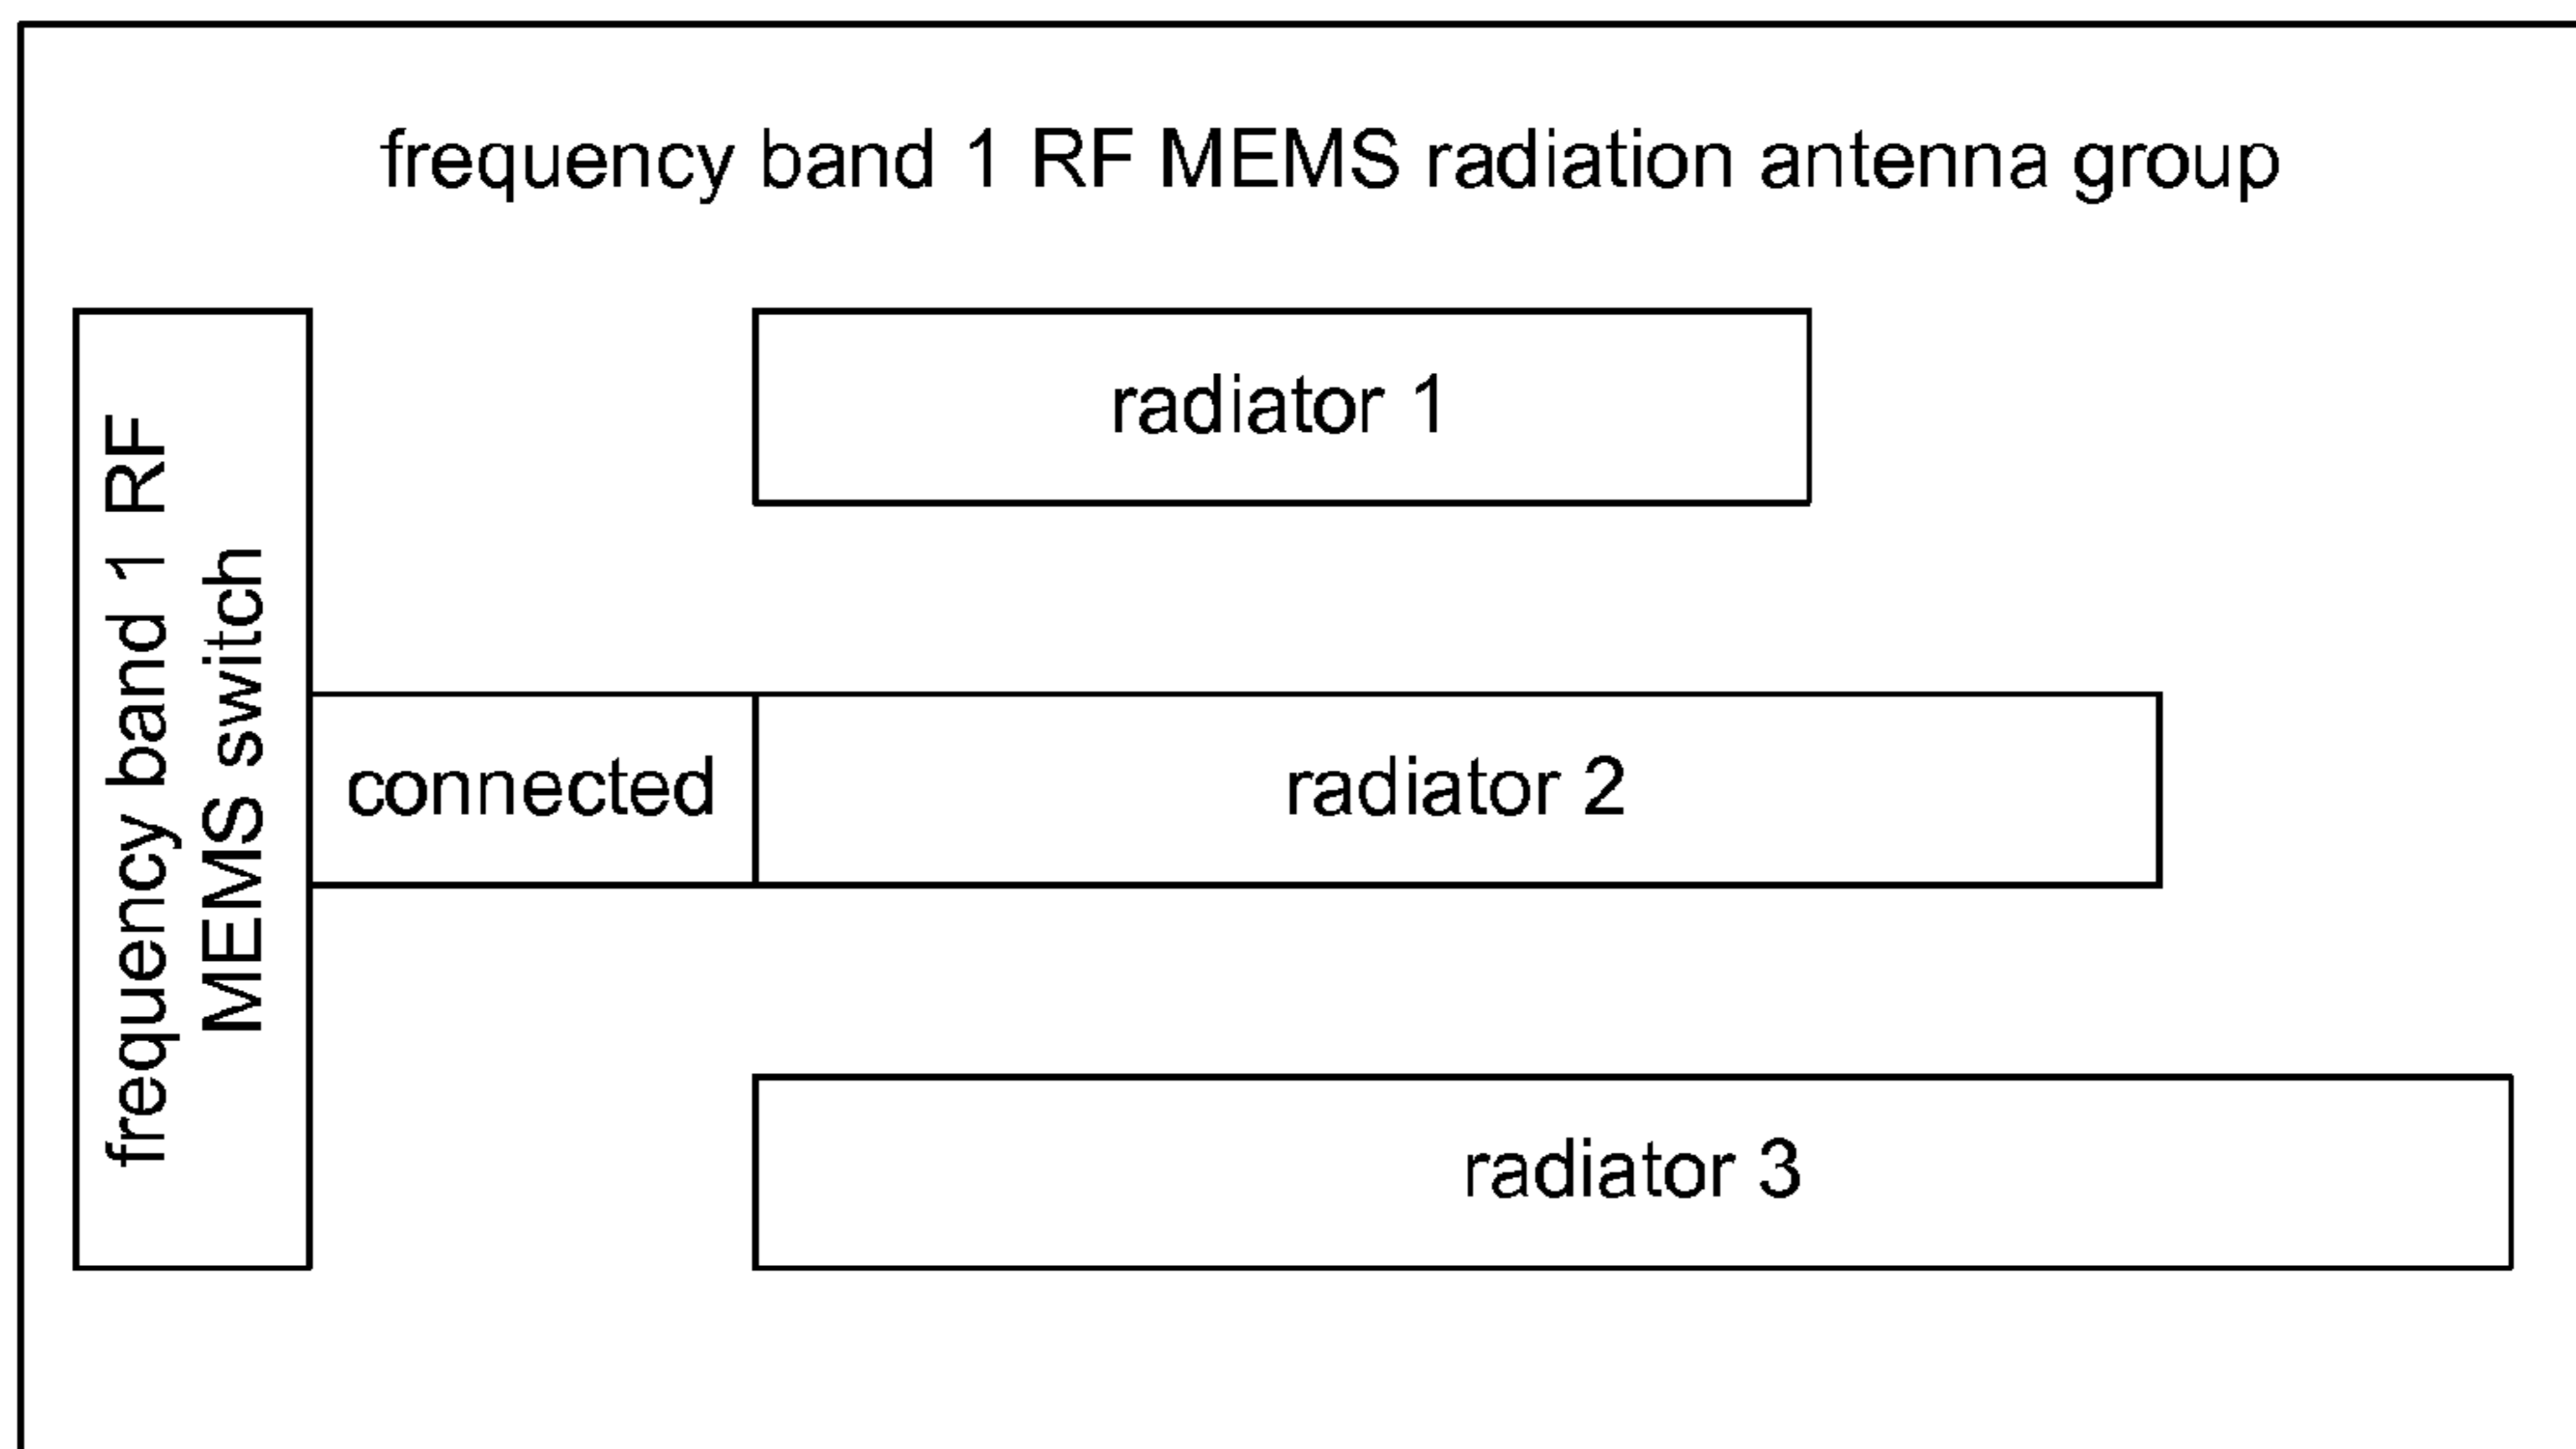 frequency band 1 RF MEMS radiation antenna group
frequency band 1 RF
MEMS switch
radiator 1
connected
radiator 2
radiator 3